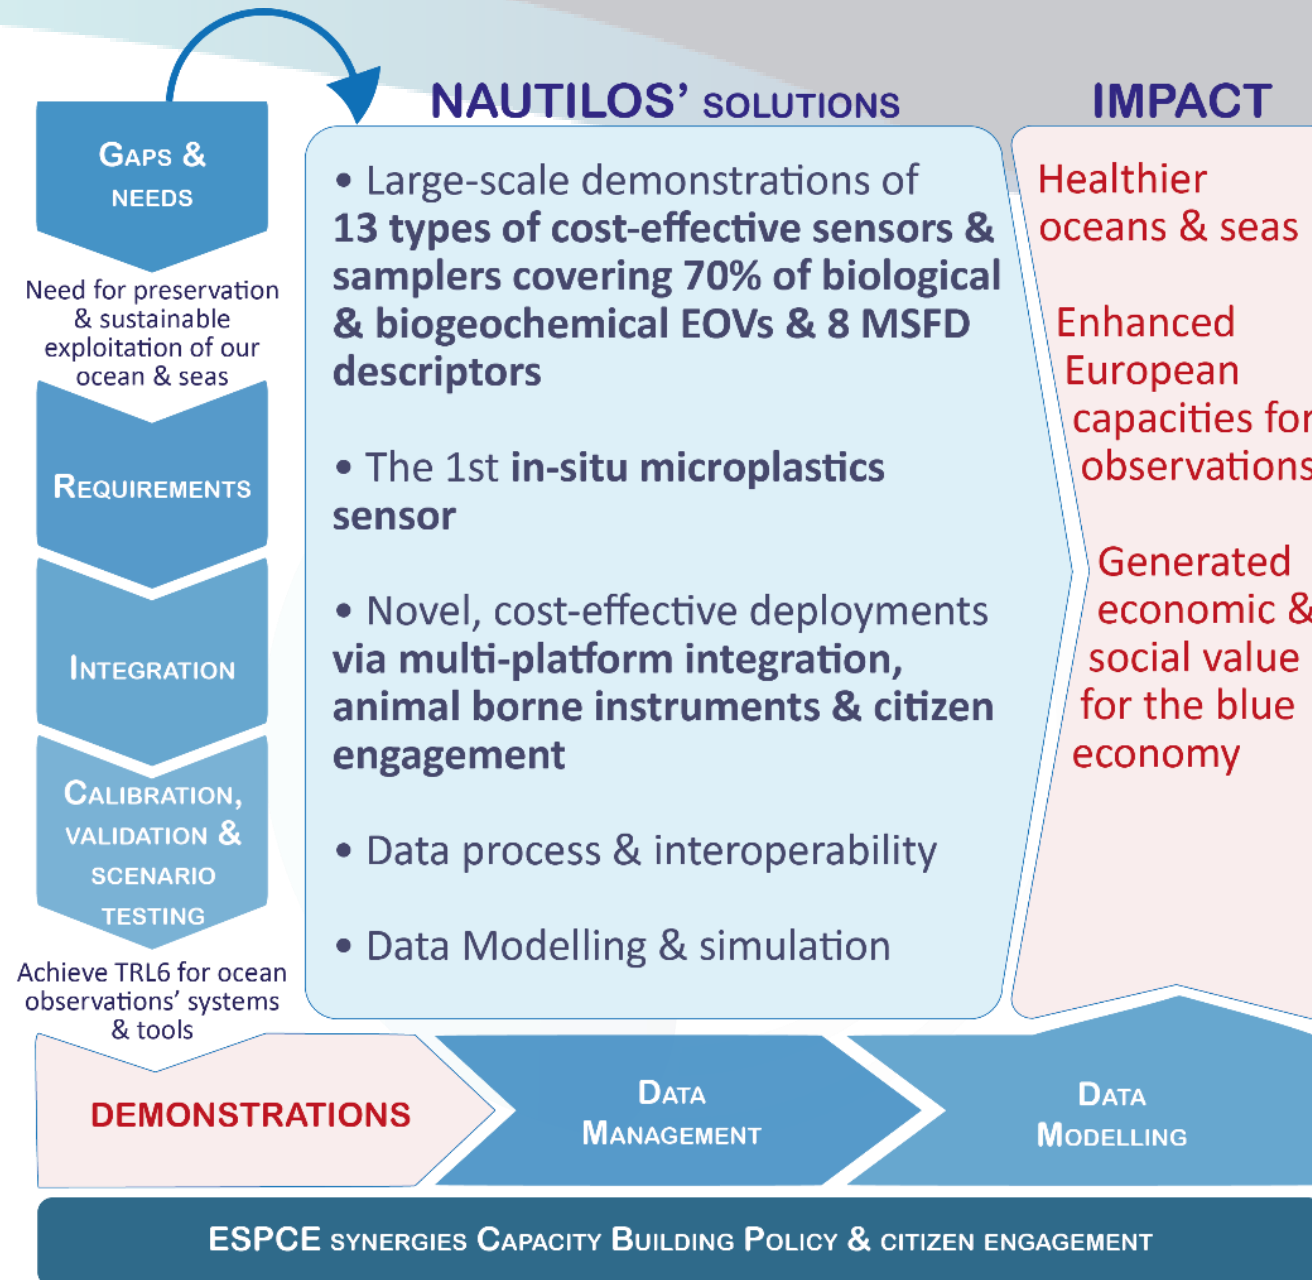 NAUTILOS’ SOLUTIONS
IMPACT
GAPS &
NEEDS
Need for preservation
& sustainable
exploitation of our
ocean & seas
REQUIREMENTS
INTEGRATION
CALIBRATION,
VALIDATION &
SCENARIO
TESTING
Achieve TRL6 for ocean
observations’ systems
& tools
• Large-scale demonstrations of
13 types of cost-effective sensors &
samplers covering 70% of biological
& biogeochemical EOVs & 8 MSFD
descriptors
• The 1st in-situ microplastics
sensor
• Novel, cost-effective deployments
via multi-platform integration,
animal borne instruments & citizen
engagement
• Data process & interoperability
• Data Modelling & simulation
Healthier
oceans & seas
Enhanced
European
capacities for
observations
Generated
economic &
social value
for the blue
economy
DEMONSTRATIONS
DATA
MANAGEMENT
DATA
MODELLING
ESPCE SYNERGIES CAPACITY BUILDING POLICY & CITIZEN ENGAGEMENT